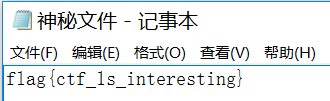 神秘文件 - 记事本
文件(F) 编辑(E) 格式(O) 查看(V) 帮助(H)
flag{ctf_ls_interesting}